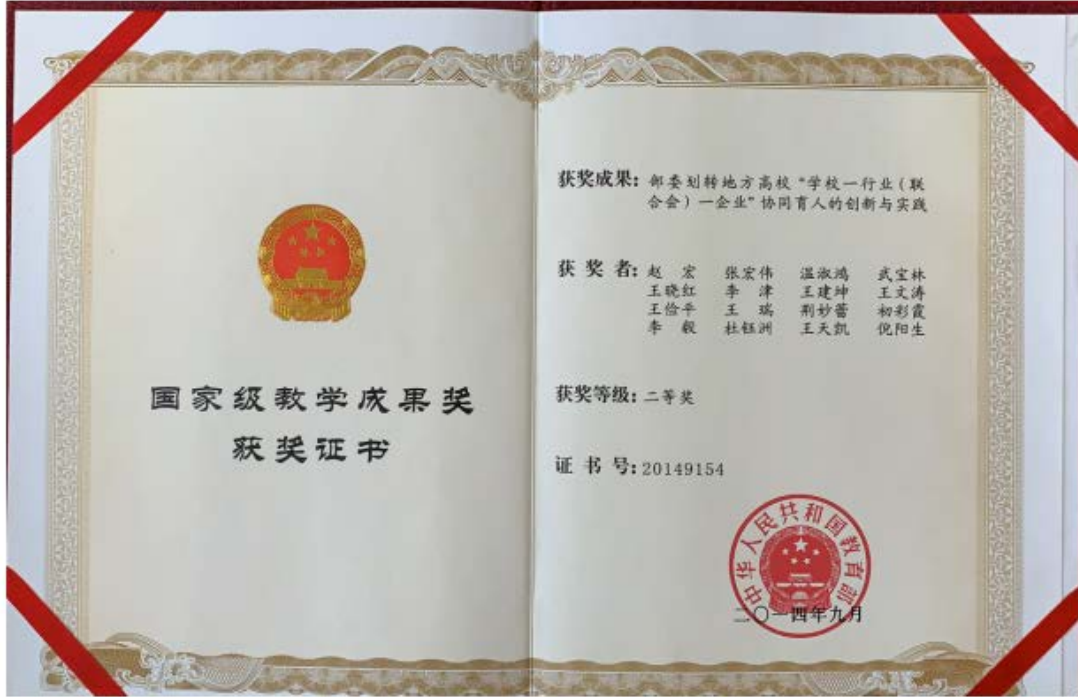 国家级教学成果奖
获奖证书
获奖成果: 部委划转地方高校“学校一行业(联
合会)一企业”协同育人的创新与实践
获 奖 者: 赵 宏 张宏伟 温淑鸿 武宝林
王晓红 李 津 王建坤 王文涛
王俭平 王 瑞 荆妙蕾 初彩霞
李 毅 杜钰洲 王天凯 倪阳生
获奖等级: 二等奖
证 书 号: 20149154
中华人民共和国教育部
二〇一四年九月